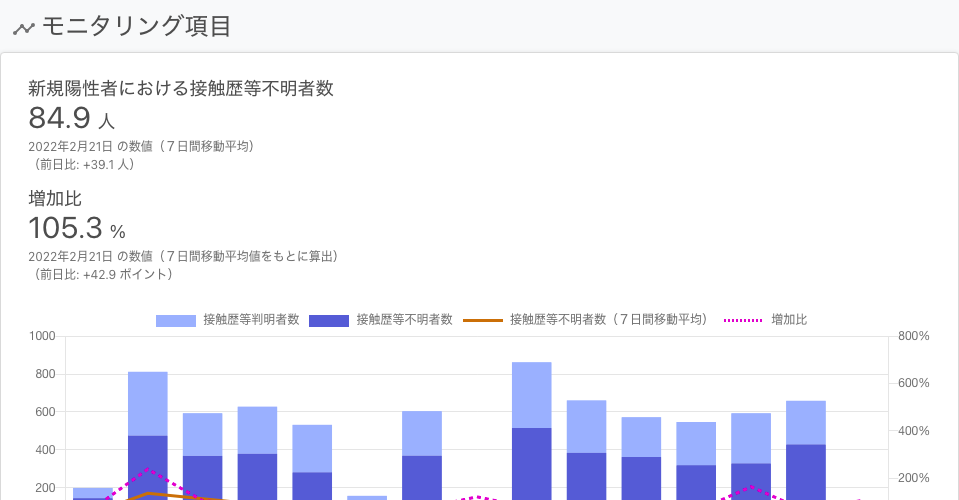 モニタリング項目
新規陽性者における接触歴等不明者数
84.9 人
2022年2月21日 の数値（７日間移動平均）
（前日比: +39.1 人）
増加比
105.3 %
2022年2月21日 の数値（７日間移動平均値をもとに算出）
（前日比: +42.9 ポイント）
接触歴等判明者数 接触歴等不明者数 接触歴等不明者数（７日間移動平均） 増加比
1000 800%
800
600%
600
400 400%
200 200%